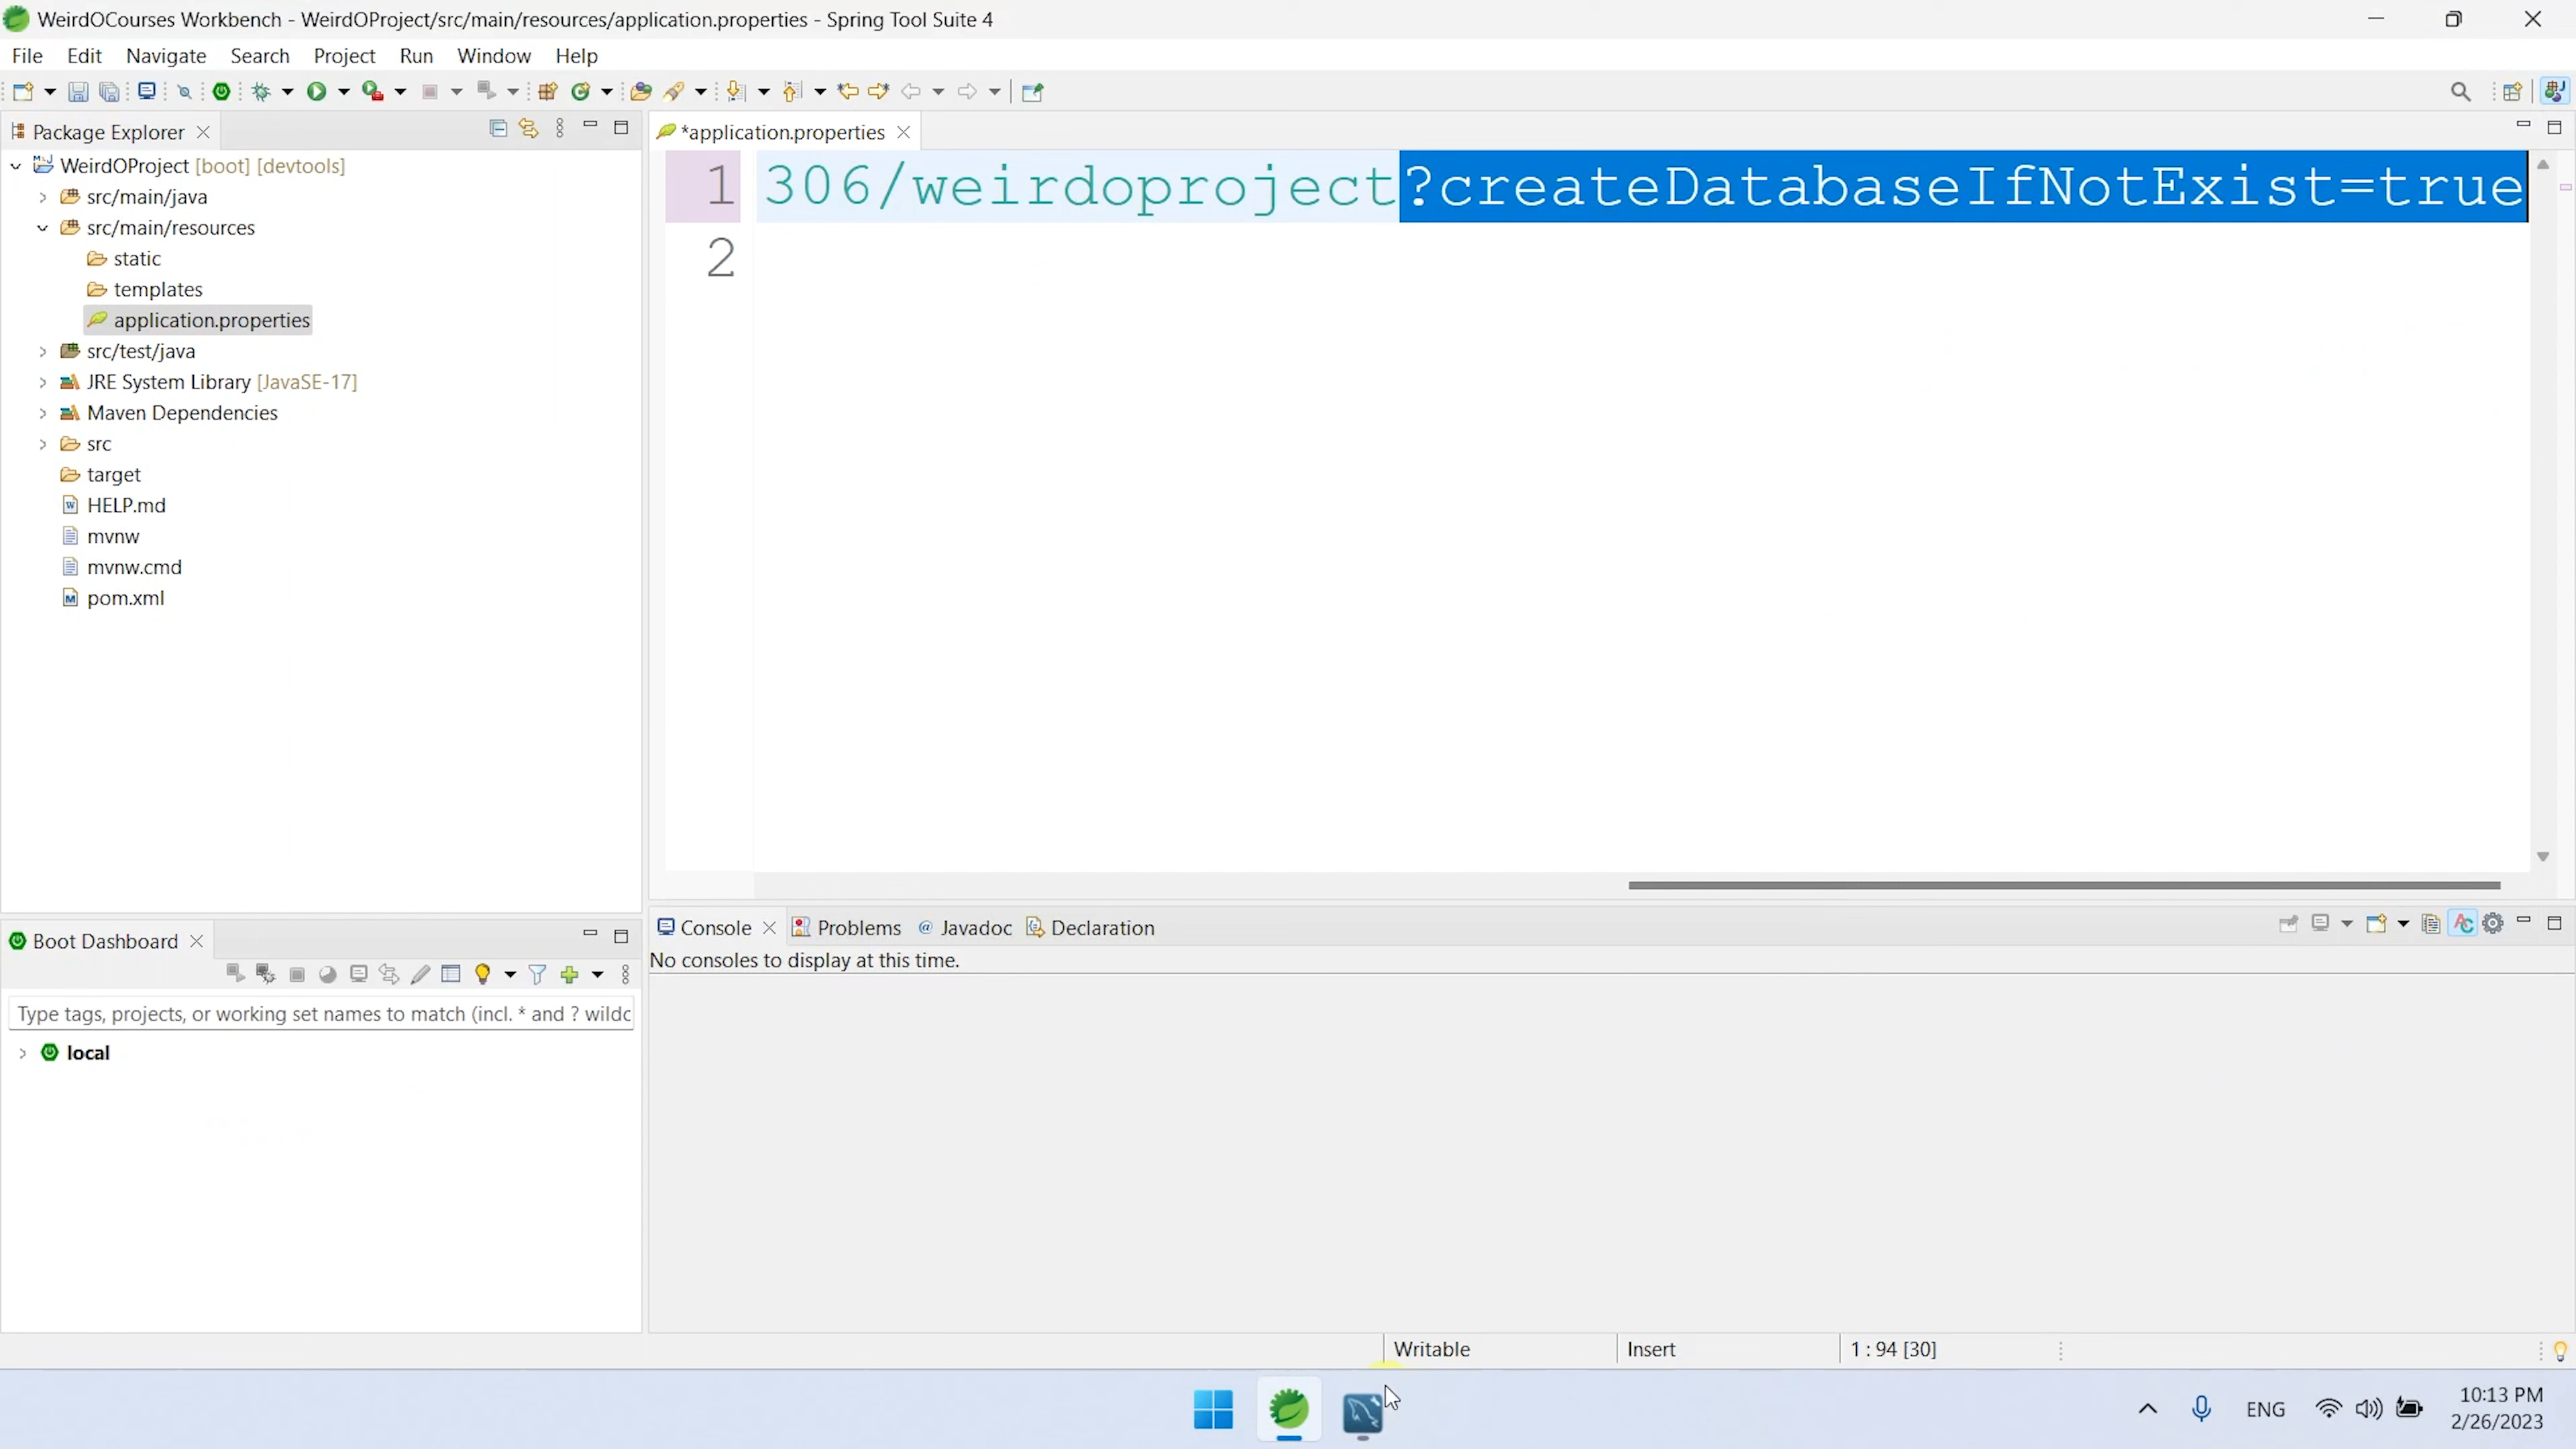 WeirdOCourses Workbench - WeirdOProject/src/main/resources/application.properties - Spring Tool Suite 4
File Edit Navigate Search Project Run Window Help
Package Explorer
WeirdOProject [boot] [devtools]
src/main/java
src/main/resources
static
templates
application.properties
src/test/java
JRE System Library [JavaSE-17]
Maven Dependencies
src
target
HELP.md
mvnw
mvnw.cmd
pom.xml
*application.properties
1 306/weirdoproject?createDatabaseIfNotExist=true
2
Boot Dashboard
Type tags, projects, or working set names to match (incl. * and ? wildc
local
Console Problems Javadoc Declaration
No consoles to display at this time.
Writable Insert 1 : 94 [30]
ENG
10:13 PM
2/26/2023